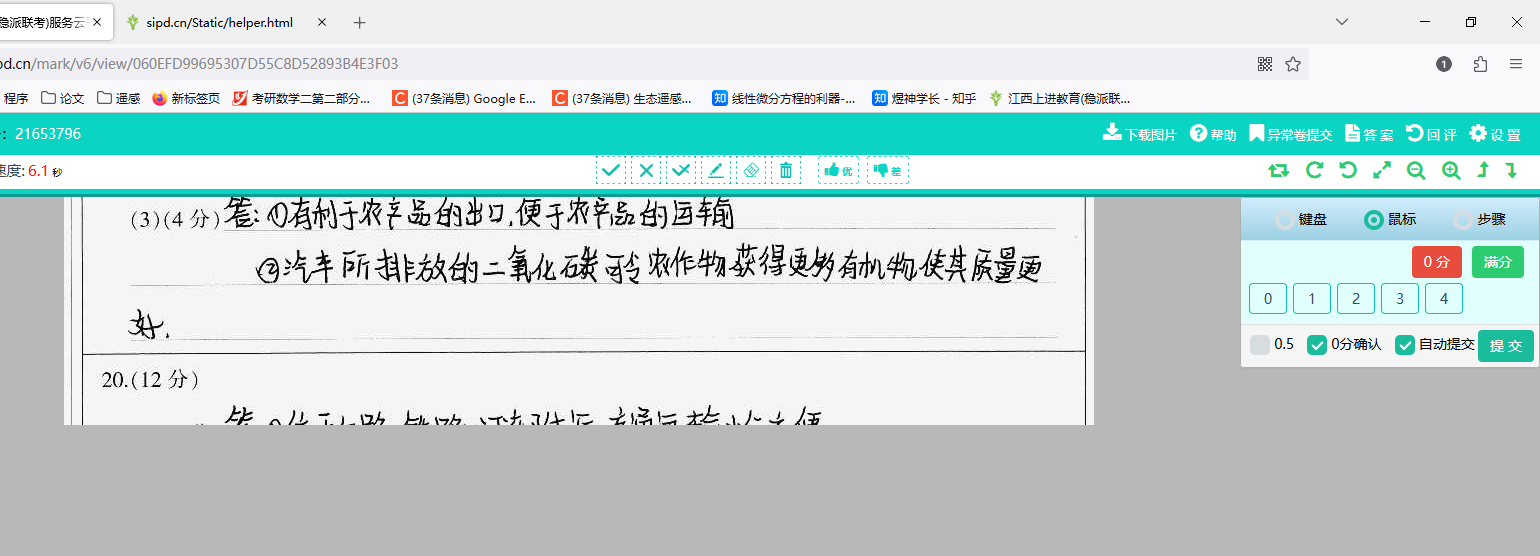 稳派联考)服务云
sipd.cn/Static/helper.html
pd.cn/mark/v6/view/060EFD99695307D55C8D52893B4E3F03
1
程序 论文 遥感 新标签页 考研数学二第二部分... (37条消息) Google E... (37条消息) 生态遥感... 线性微分方程的利器-... 煜神学长 - 知乎 江西上进教育(稳派联...
: 21653796 下载图片 帮助 异常卷提交 答案 回评 设置
速度: 6.1 秒 优 差
(3)(4分)答:①有利于农产品的出口,便于农产品的运输
②汽车所排放的二氧化碳可令农作物获得更多有机物,使其质量更
好.
20.(12分)
键盘 鼠标 步骤
0 分 满分
0 1 2 3 4
0.5 0分确认 自动提交 提交